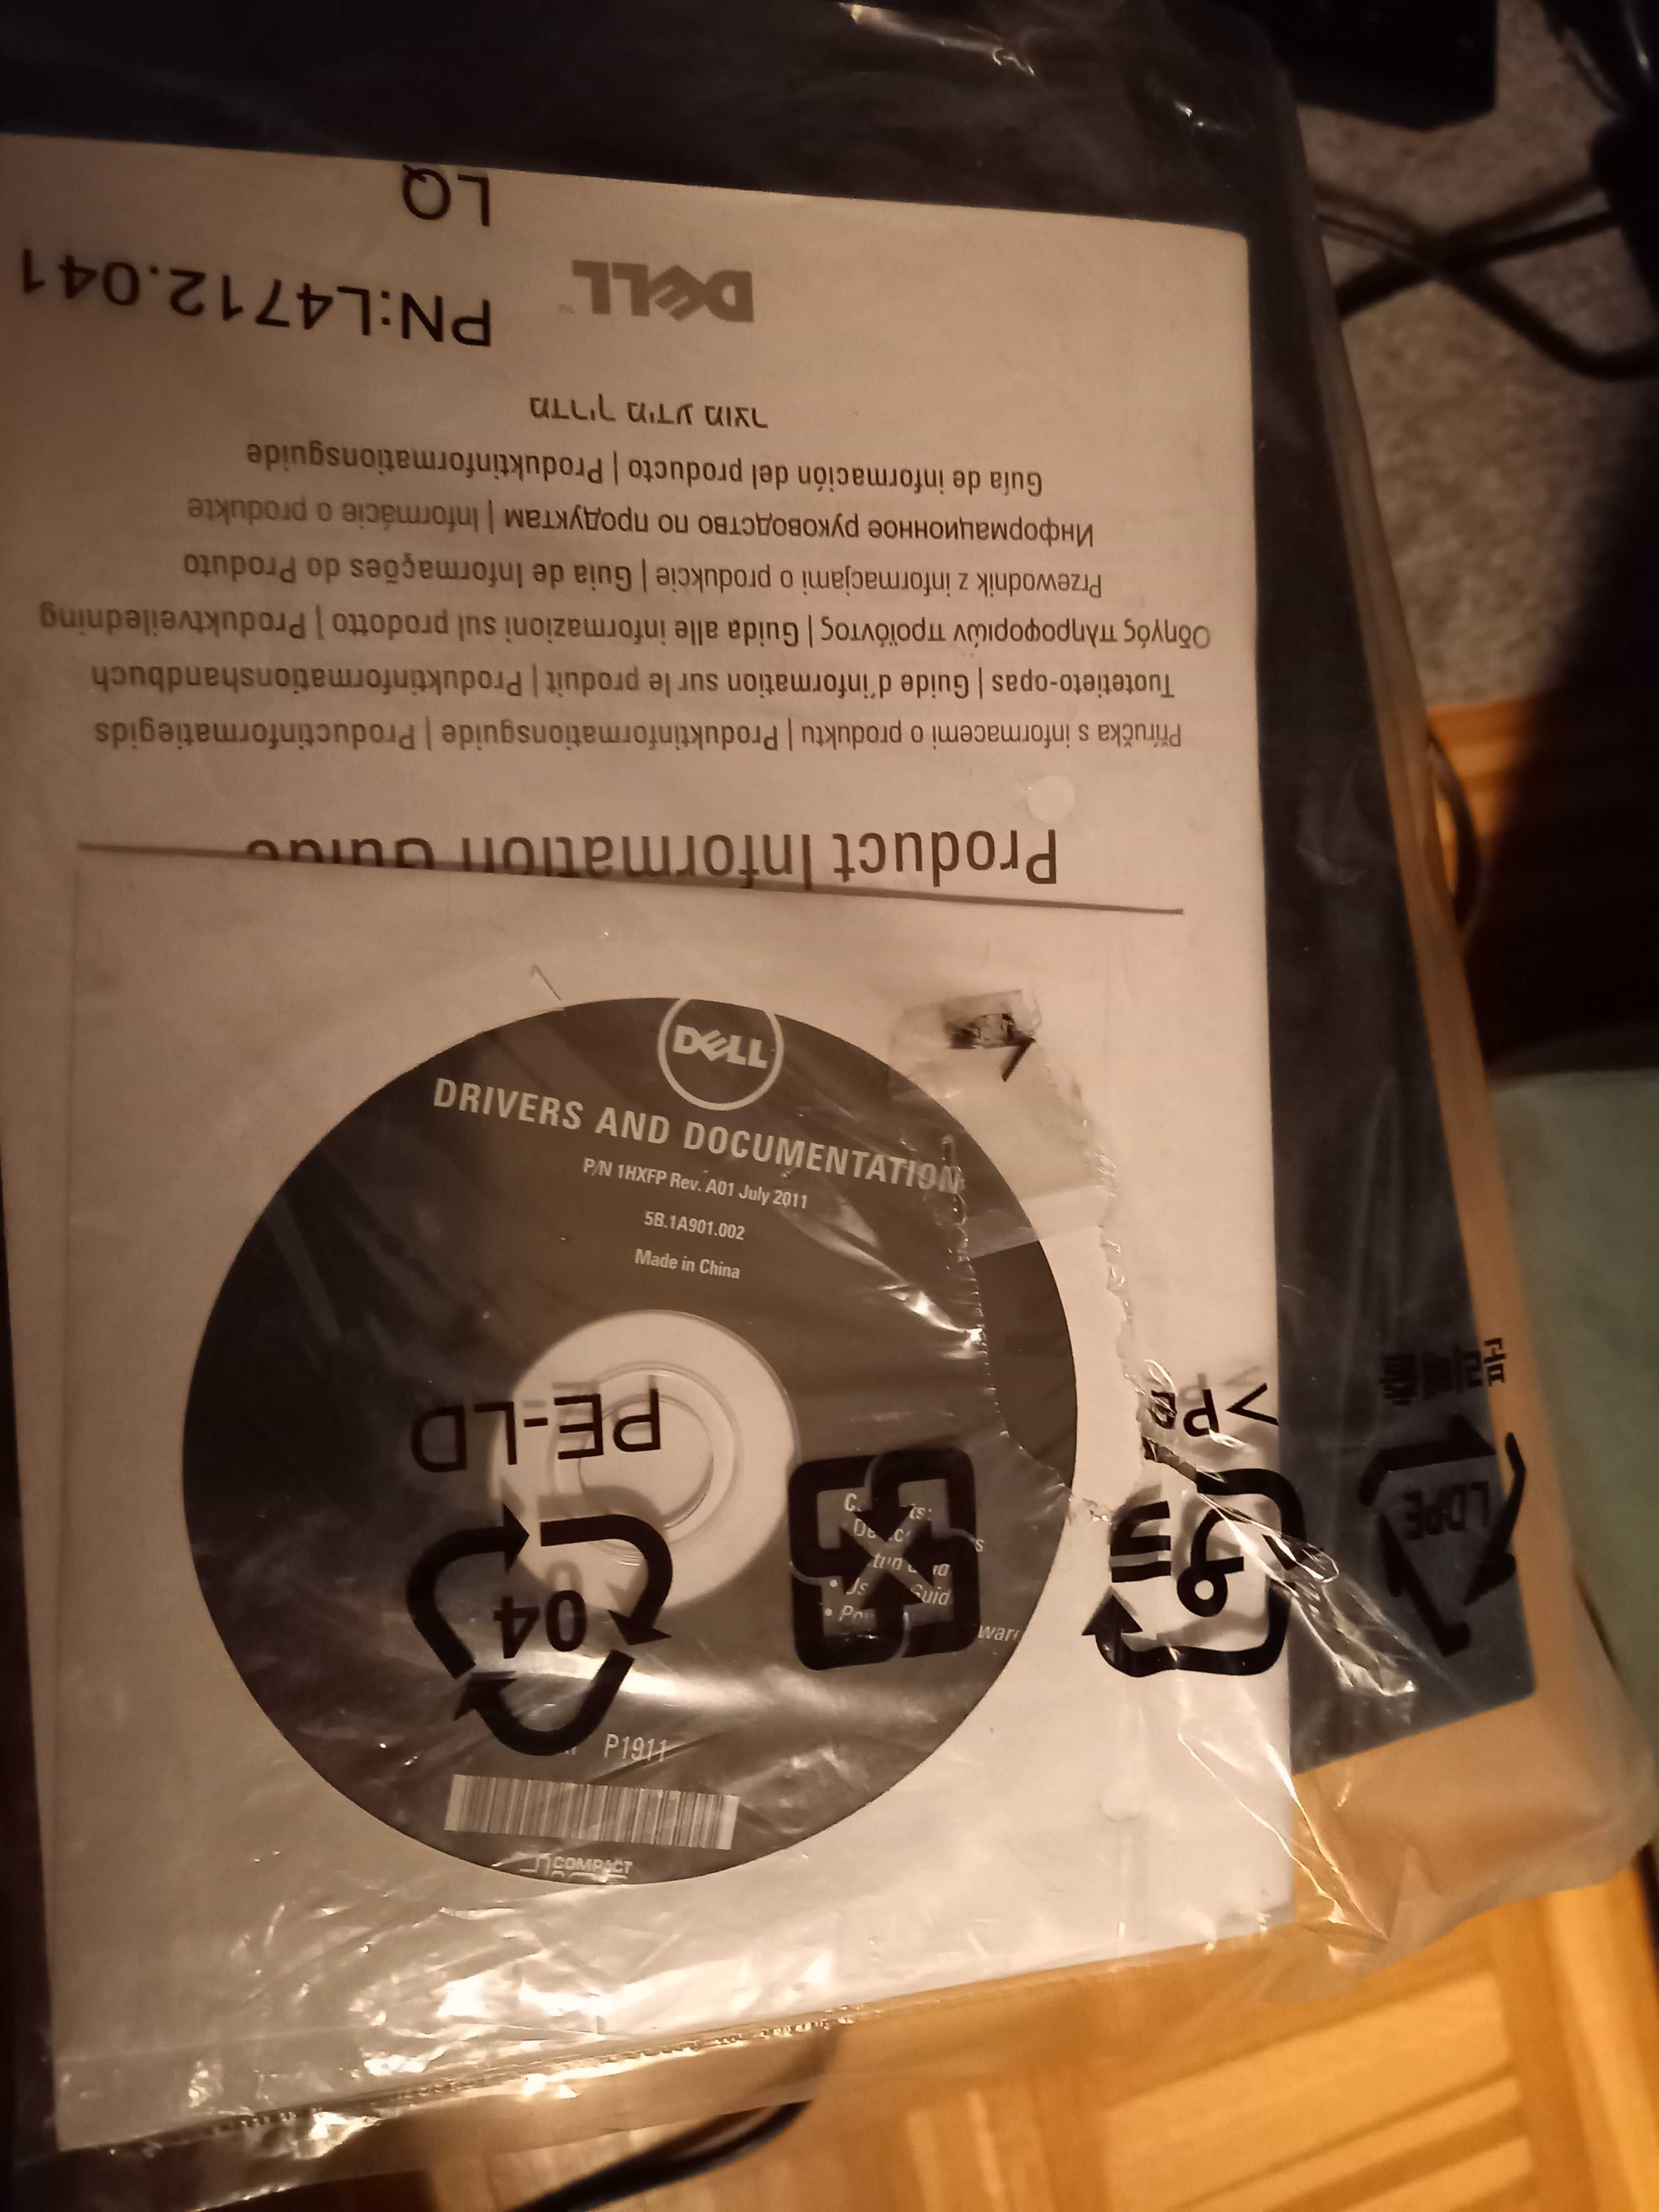 LQ
PN:L4712.041
DELL™
מדריך מידע מוצר
Guía de información del producto | Produktinformationsguide
Информационное руководство по продуктам | Informácie o produkte
Przewodnik z informacjami o produkcie | Guia de Informações do Produto
Οδηγός πληροφοριών προϊόντος | Guida alle informazioni sul prodotto | Produktveiledning
Tuotetieto-opas | Guide d'information sur le produit | Produktinformationshandbuch
Příručka s informacemi o produktu | Produktinformationsguide | Productinformatiegids
Product Information Guide
DELL
DRIVERS AND DOCUMENTATION
P/N 1HXFP Rev. A01 July 2011
5B.1A901.002
Made in China
PE-LD
04
LDPE
P1911
COMPACT